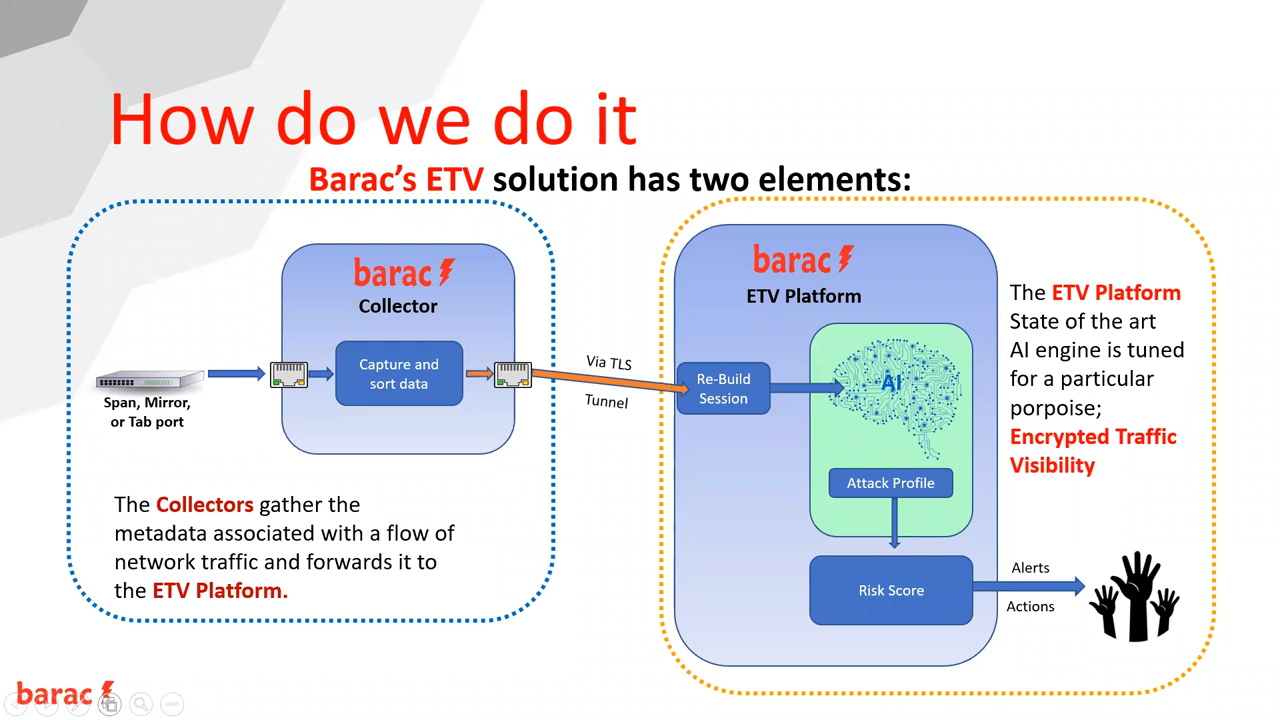 How do we do it
Barac's ETV solution has two elements:
barac
Collector
Capture and
sort data
Span, Mirror,
or Tab port
The Collectors gather the
metadata associated with a flow of
network traffic and forwards it to
the ETV Platform.
Via TLS
Tunnel
barac
ETV Platform
Re-Build
Session
AI
Attack Profile
Risk Score
Alerts
Actions
The ETV Platform
State of the art
AI engine is tuned
for a particular
porpoise;
Encrypted Traffic
Visibility
barac